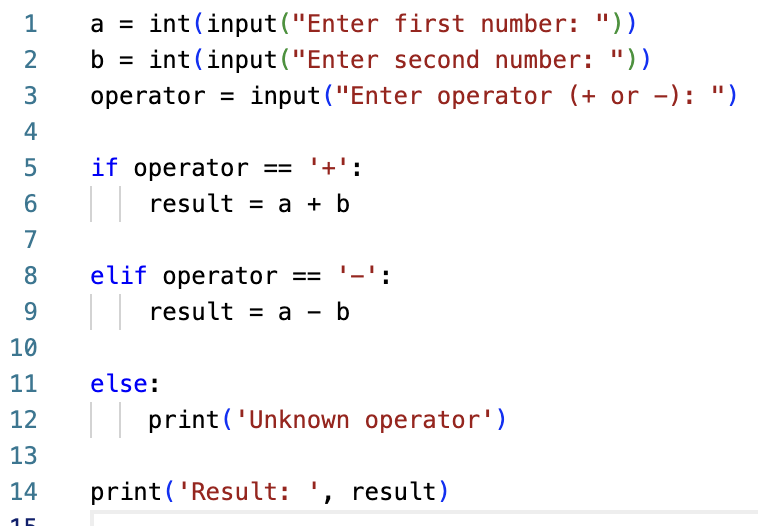 1 a = int(input("Enter first number: "))
2 b = int(input("Enter second number: "))
3 operator = input("Enter operator (+ or -): ")
4
5 if operator == '+':
6     result = a + b
7
8 elif operator == '-':
9     result = a - b
10
11 else:
12     print('Unknown operator')
13
14 print('Result: ', result)
15